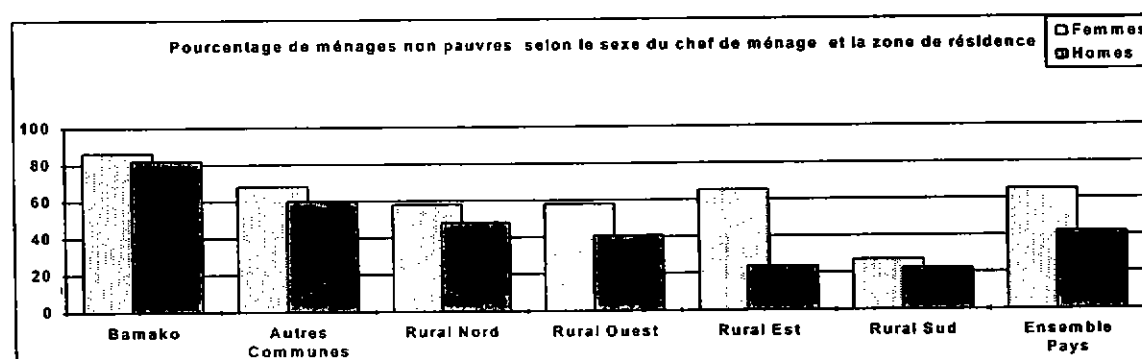 Pourcentage de ménages non pauvres selon le sexe du chef de ménage et la zone de résidence
Femmes
Homes
100
80
60
40
20
0
Bamako
Autres
Communes
Rural Nord
Rural Ouest
Rural Est
Rural Sud
Ensemble
Pays